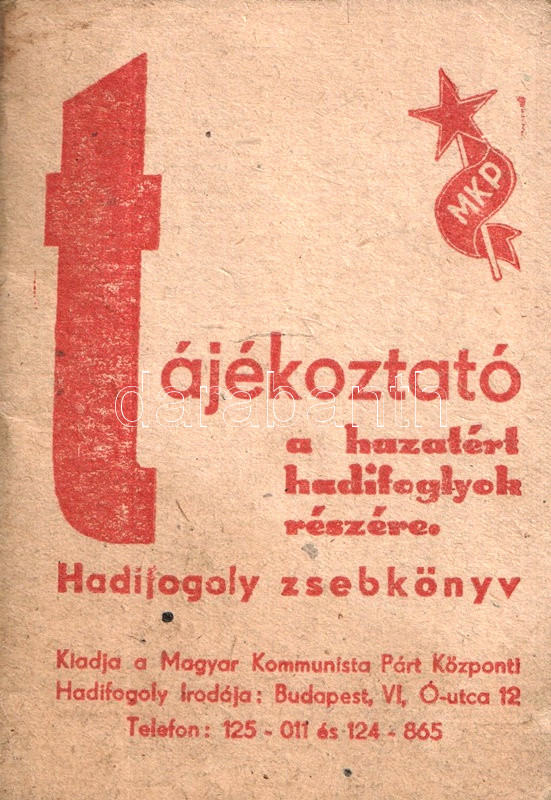 MKP
tájékoztató
darabanth
a hazatért
hadifoglyok
részére.
Hadifogoly zsebkönyv
Kiadja a Magyar Kommunista Párt Központi
Hadifogoly Irodája: Budapest, VI, Ó-utca 12
Telefon: 125 - 011 és 124 - 865